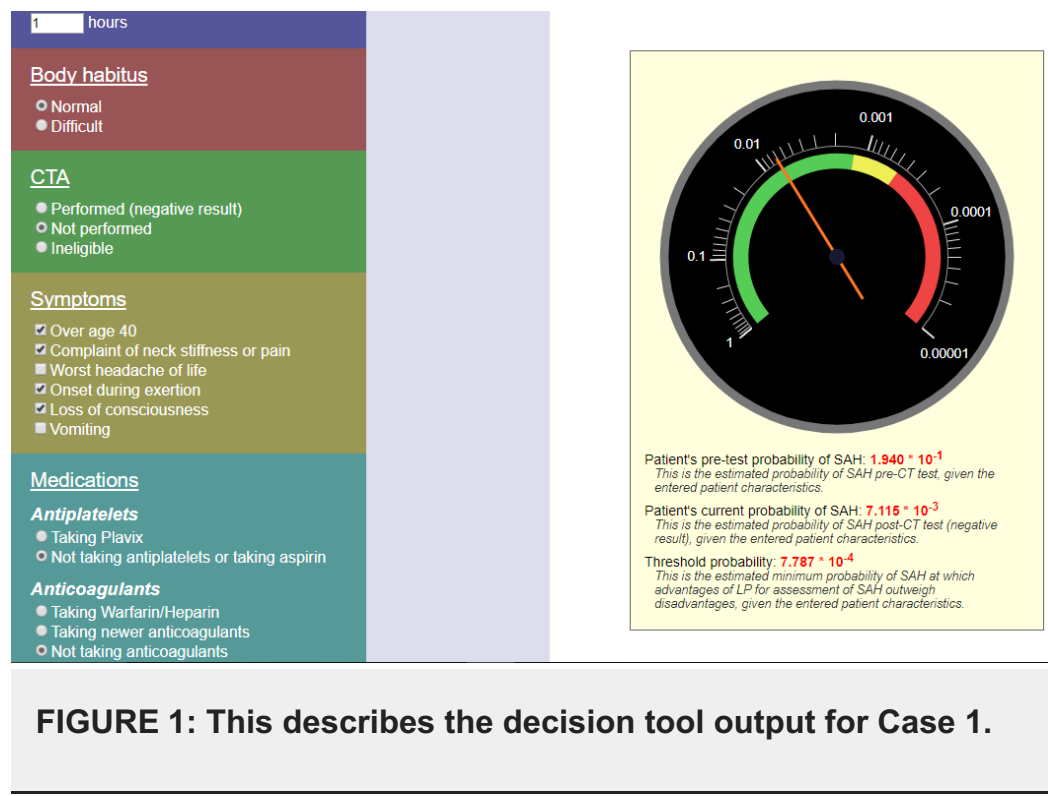 1 hours
Body habitus
Normal
Difficult
CTA
Performed (negative result)
Not performed
Ineligible
Symptoms
Over age 40
Complaint of neck stiffness or pain
Worst headache of life
Onset during exertion
Loss of consciousness
Vomiting
Medications
Antiplatelets
Taking Plavix
Not taking antiplatelets or taking aspirin
Anticoagulants
Taking Warfarin/Heparin
Taking newer anticoagulants
Not taking anticoagulants
0.001
0.01
0.0001
0.1
1
0.00001
Patient's pre-test probability of SAH: 1.940 * 10-1
This is the estimated probability of SAH pre-CT test, given the
entered patient characteristics.
Patient's current probability of SAH: 7.115 * 10-3
This is the estimated probability of SAH post-CT test (negative
result), given the entered patient characteristics.
Threshold probability: 7.787 * 10-4
This is the estimated minimum probability of SAH at which
advantages of LP for assessment of SAH outweigh
disadvantages, given the entered patient characteristics.
FIGURE 1: This describes the decision tool output for Case 1.